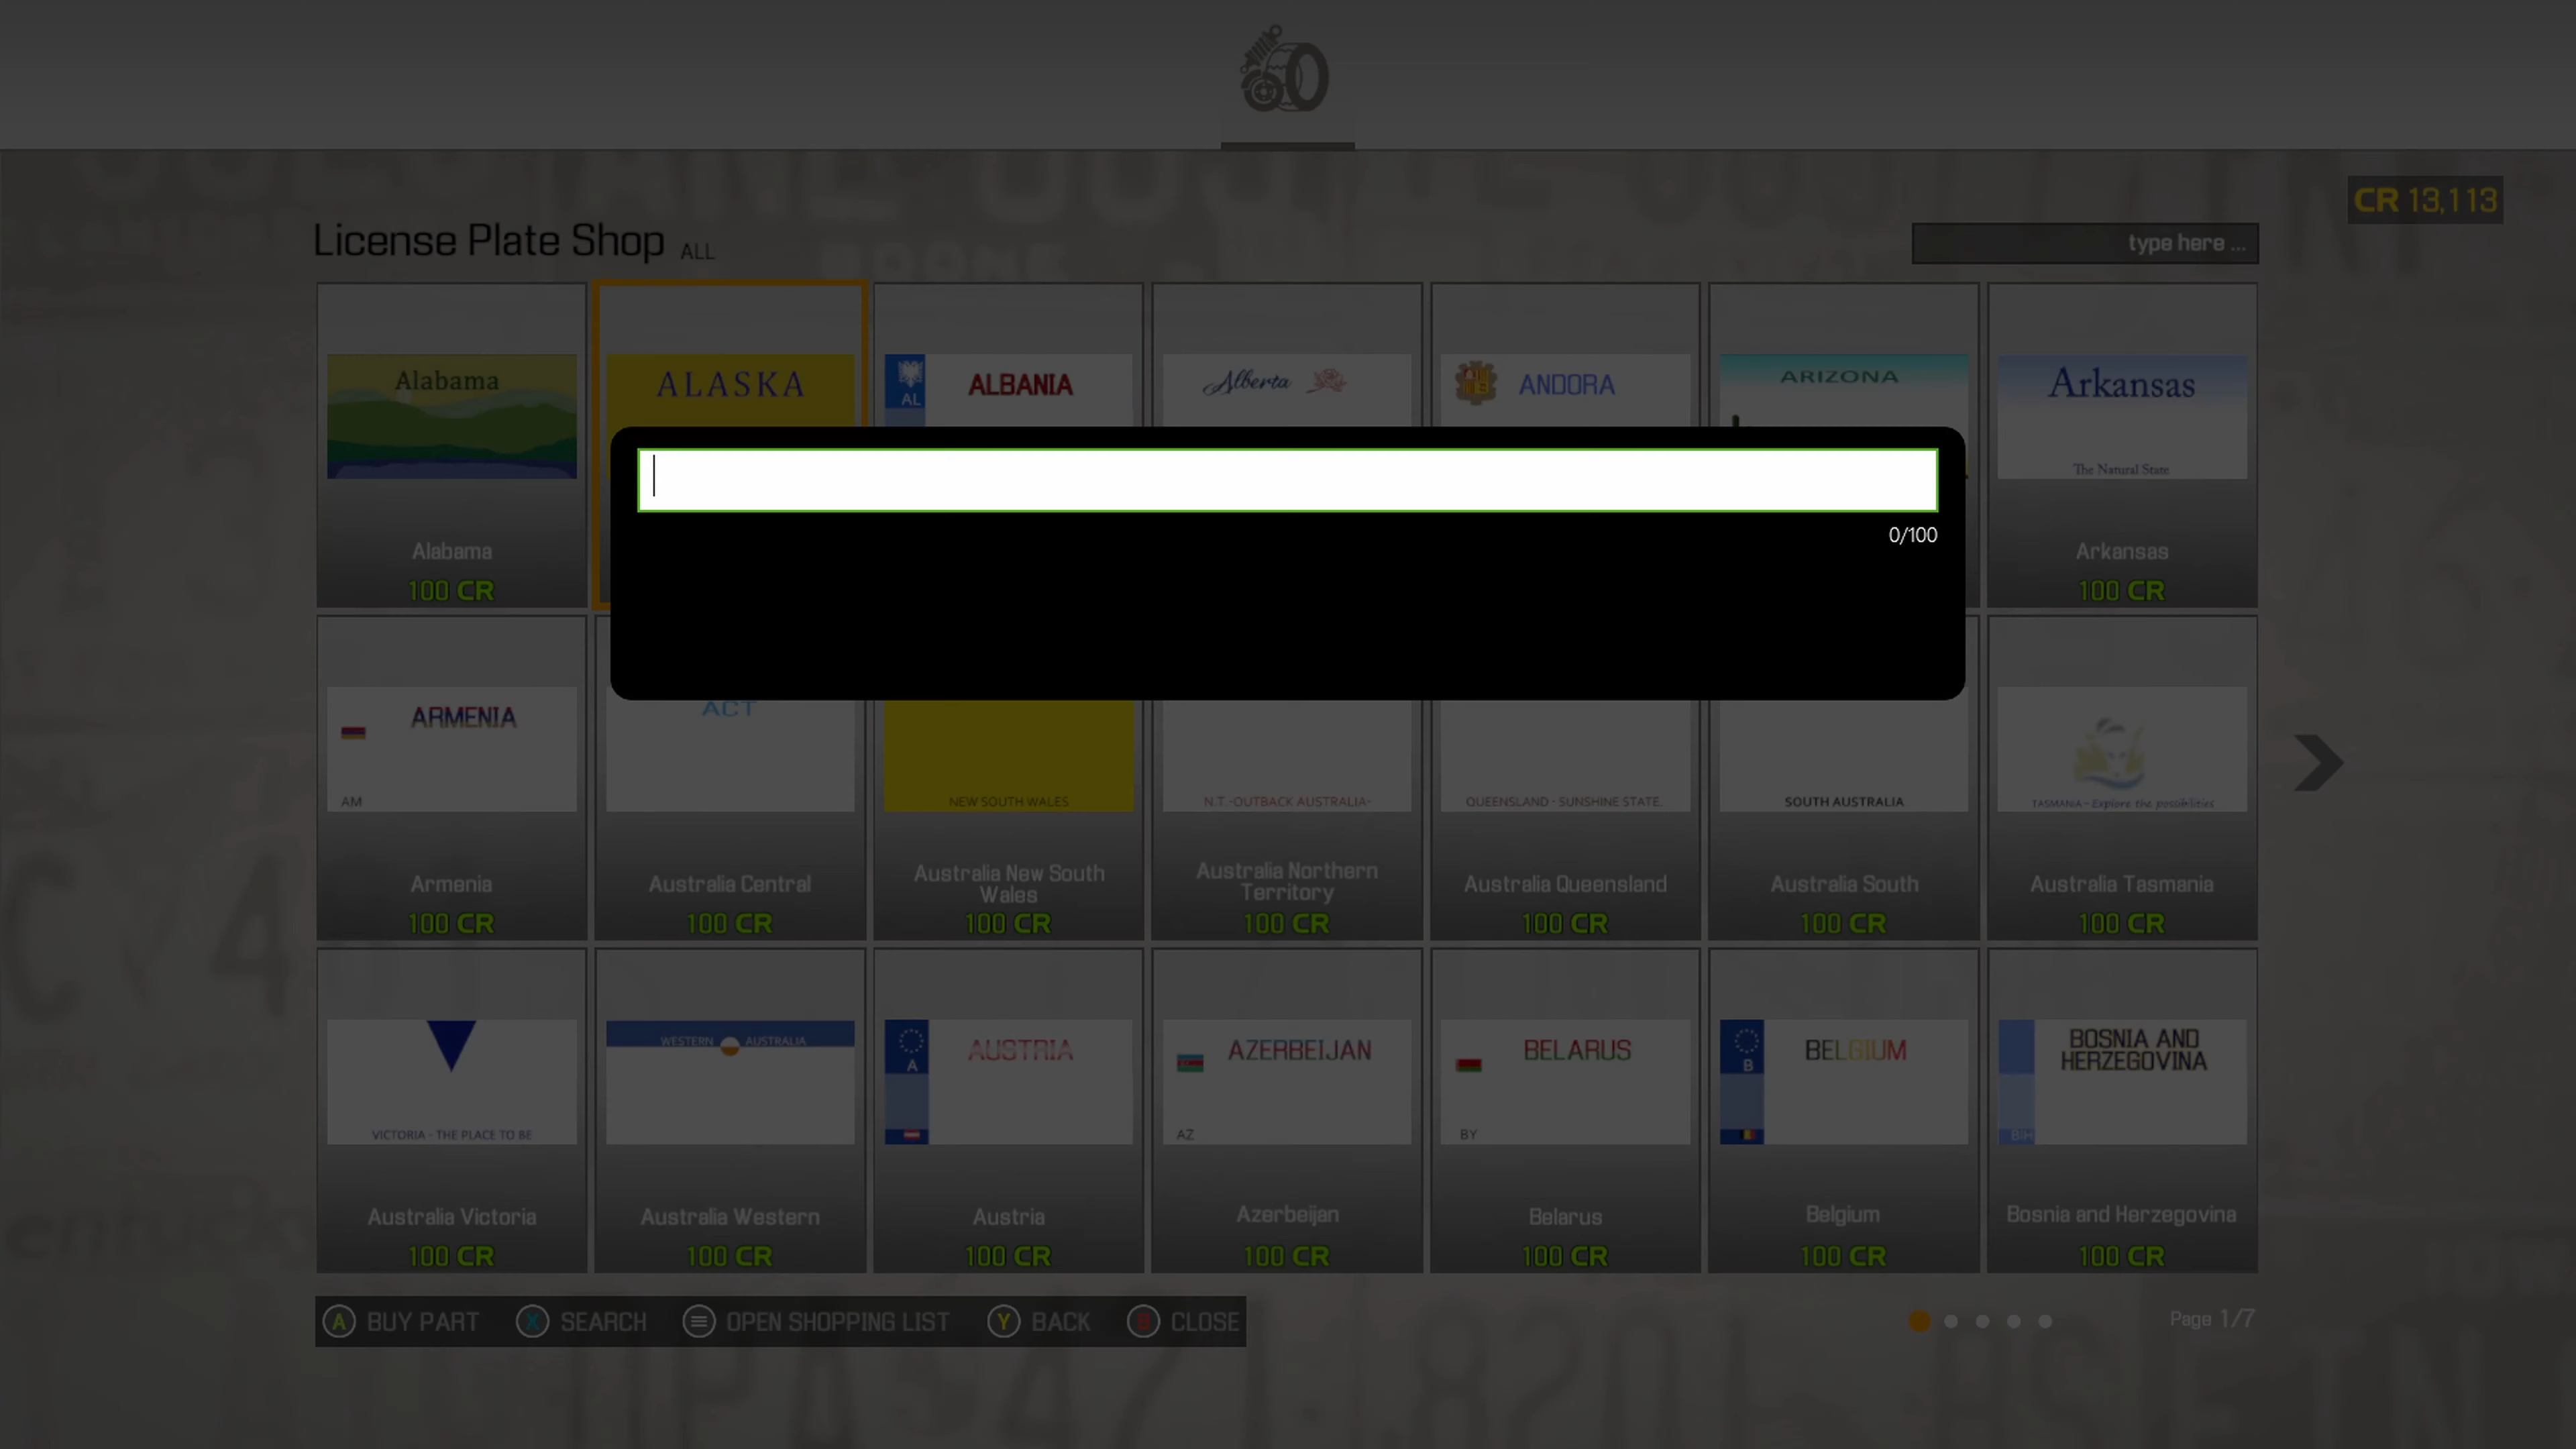 CR 13,113
License Plate Shop ALL
type here ...
Alabama
ALASKA
AL
ALBANIA
Alberta
ANDORA
ARIZONA
Arkansas
The Natural State
0/100
Alabama
Arkansas
100 CR
100 CR
ARMENIA
AM
ACT
NEW SOUTH WALES
N.T. -OUTBACK AUSTRALIA-
QUEENSLAND - SUNSHINE STATE
SOUTH AUSTRALIA
TASMANIA - Explore the possibilities
Armenia
Australia Central
Australia New South
Wales
Australia Northern
Territory
Australia Queensland
Australia South
Australia Tasmania
100 CR
100 CR
100 CR
100 CR
100 CR
100 CR
100 CR
VICTORIA - THE PLACE TO BE
WESTERN AUSTRALIA
A
AUSTRIA
AZERBEIJAN
AZ
BELARUS
BY
B
BELGIUM
BOSNIA AND
HERZEGOVINA
BIH
Australia Victoria
Australia Western
Austria
Azerbeijan
Belarus
Belgium
Bosnia and Herzegovina
100 CR
100 CR
100 CR
100 CR
100 CR
100 CR
100 CR
A BUY PART X SEARCH OPEN SHOPPING LIST Y BACK B CLOSE
Page 1/7